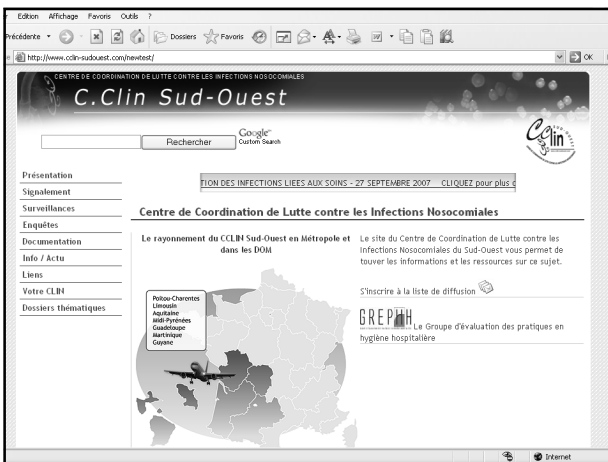 Edition Affichage Favoris Outils ?
Précédente Dossiers Favoris
http://www.cclin-sudouest.com/newtest/ OK
CENTRE DE COORDINATION DE LUTTE CONTRE LES INFECTIONS NOSOCOMIALES
C.Clin Sud-Ouest
Rechercher
Google™
Custom Search
SUD-OUEST
CClin
Présentation
Signalement
Surveillances
Enquêtes
Documentation
Info / Actu
Liens
Votre CLIN
Dossiers thématiques
TION DES INFECTIONS LIEES AUX SOINS - 27 SEPTEMBRE 2007 CLIQUEZ pour plus d
Centre de Coordination de Lutte contre les Infections Nosocomiales
Le rayonnement du CCLIN Sud-Ouest en Métropole et
dans les DOM
Poitou-Charentes
Limousin
Aquitaine
Midi-Pyrénées
Guadeloupe
Martinique
Guyane
Le site du Centre de Coordination de Lutte contre les
Infections Nosocomiales du Sud-Ouest vous permet de
touver les informations et les ressources sur ce sujet.
S'inscrire à la liste de diffusion
GREPHH Le Groupe d'évaluation des pratiques en
hygiène hospitalière
Internet